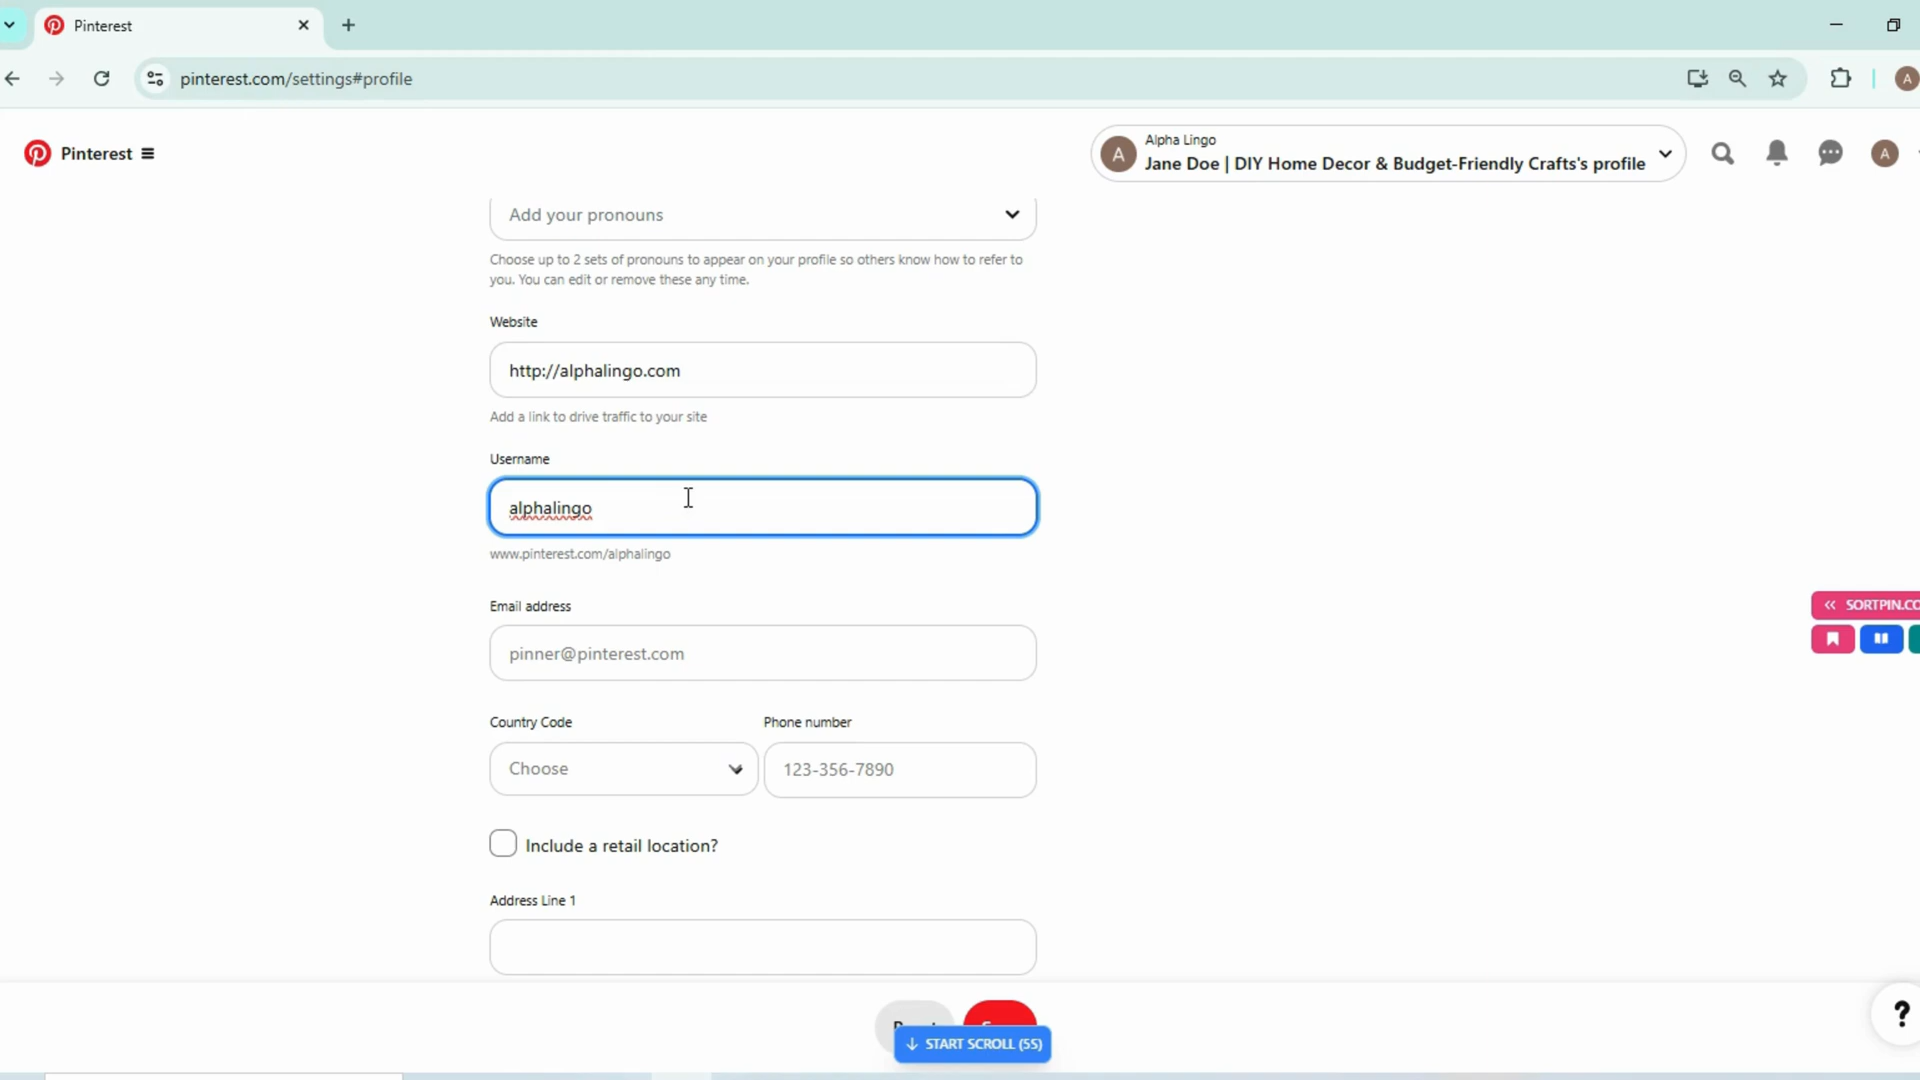 Pinterest
pinterest.com/settings#profile
A
Pinterest
A
Alpha Lingo
Jane Doe | DIY Home Decor & Budget-Friendly Crafts's profile
A
Add your pronouns
Choose up to 2 sets of pronouns to appear on your profile so others know how to refer to
you. You can edit or remove these any time.
Website
http://alphalingo.com
Add a link to drive traffic to your site
Username
alphalingo
www.pinterest.com/alphalingo
Email address
pinner@pinterest.com
Country Code
Phone number
Choose
123-356-7890
Include a retail location?
Address Line 1
SORTPIN.CO
START SCROLL (55)
?